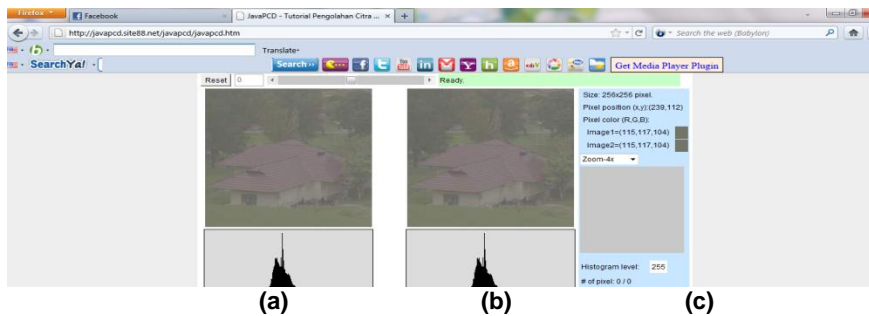 Firefox
Facebook
JavaPCD - Tutorial Pengolahan Citra ...
http://javapcd.site88.net/javapcd/javapcd.htm
Search the web (Babylon)
Translate
SearchYa!
Search
Get Media Player Plugin
Reset 0 Ready.
Size: 256x256 pixel.
Pixel position (x,y):(239,112)
Pixel color (R,G,B):
Image1=(115,117,104)
Image2=(115,117,104)
Zoom-4x
Histogram level: 255
# of pixel: 0 / 0
(a) (b) (c)